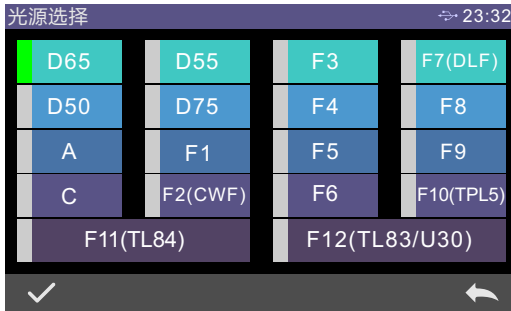 光源选择 23:32
D65 D55 F3 F7(DLF)
D50 D75 F4 F8
A F1 F5 F9
C F2(CWF) F6 F10(TPL5)
F11(TL84) F12(TL83/U30)